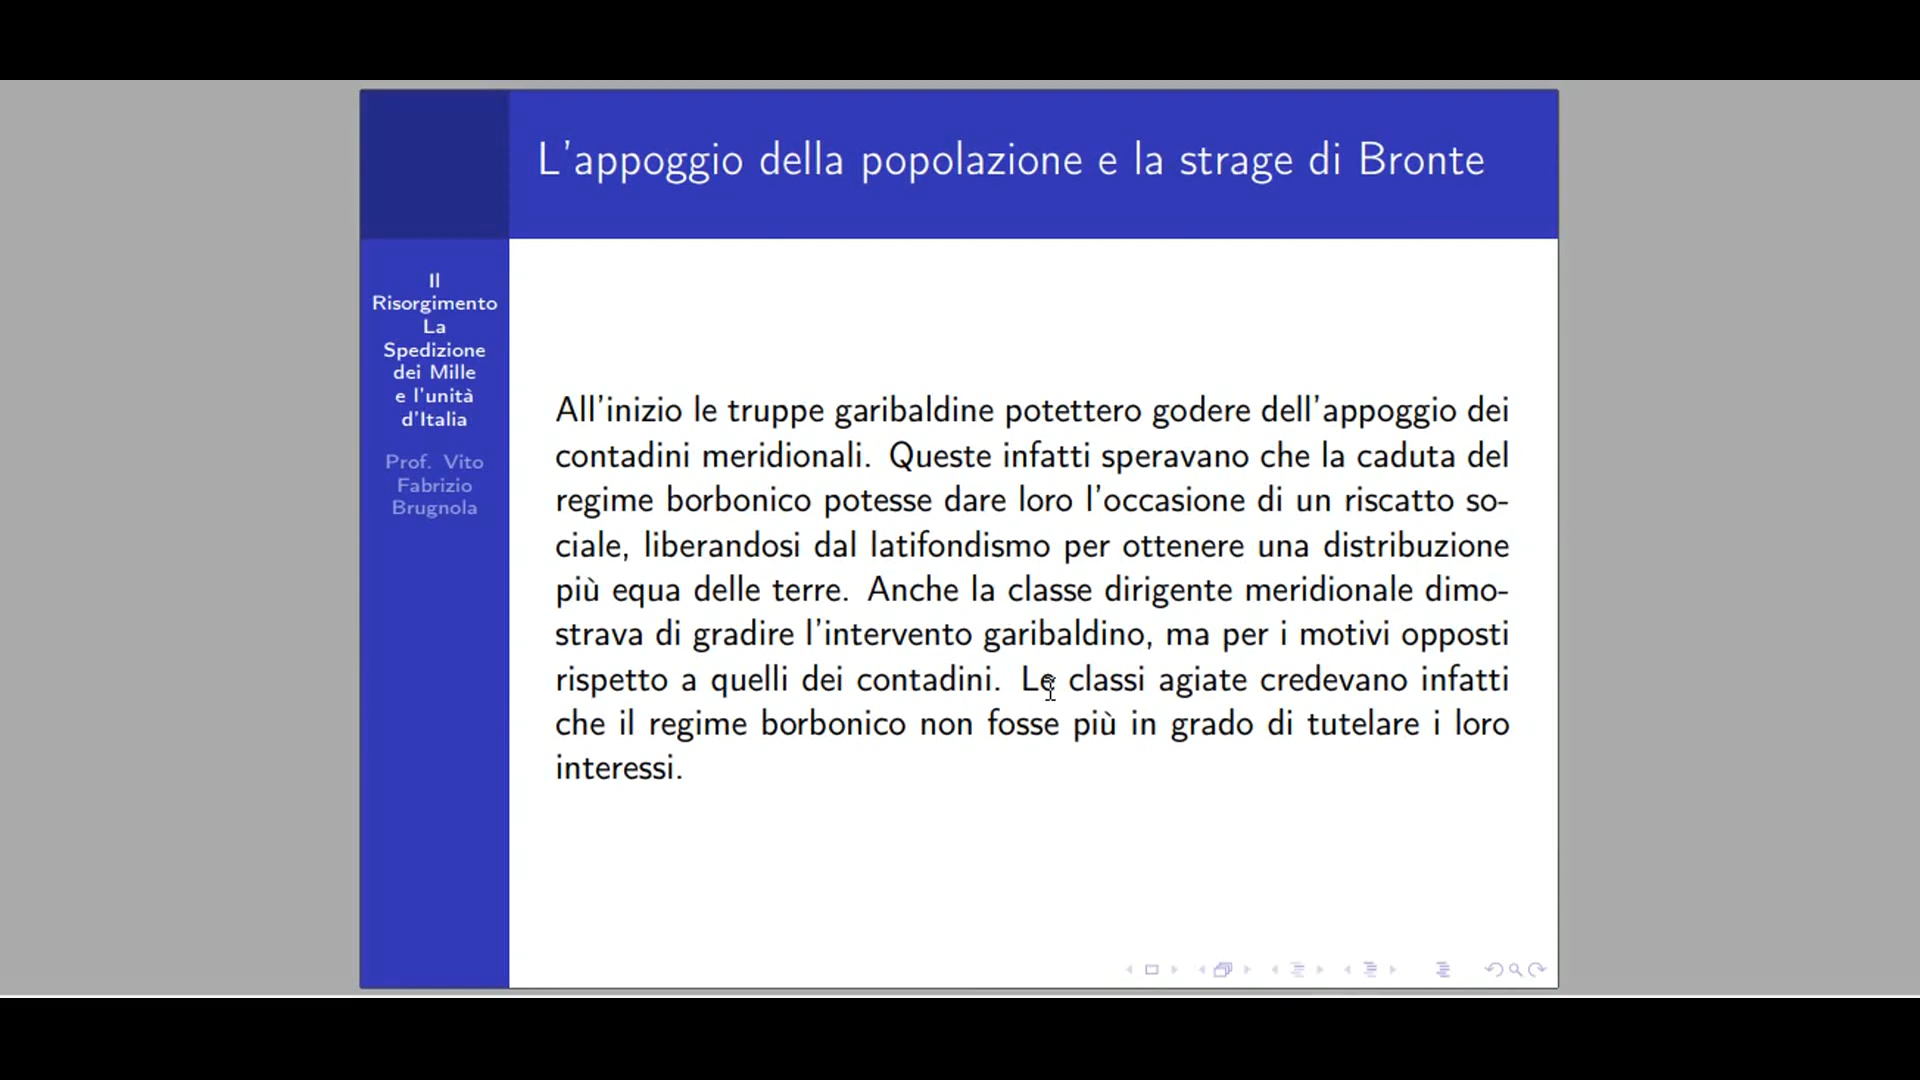 L'appoggio della popolazione e la strage di Bronte
Il
Risorgimento
La
Spedizione
dei Mille
e l'unità
d'Italia
Prof. Vito
Fabrizio
Brugnola
All'inizio le truppe garibaldine potettero godere dell'appoggio dei
contadini meridionali. Queste infatti speravano che la caduta del
regime borbonico potesse dare loro l'occasione di un riscatto so-
ciale, liberandosi dal latifondismo per ottenere una distribuzione
più equa delle terre. Anche la classe dirigente meridionale dimo-
strava di gradire l'intervento garibaldino, ma per i motivi opposti
rispetto a quelli dei contadini. Le classi agiate credevano infatti
che il regime borbonico non fosse più in grado di tutelare i loro
interessi.